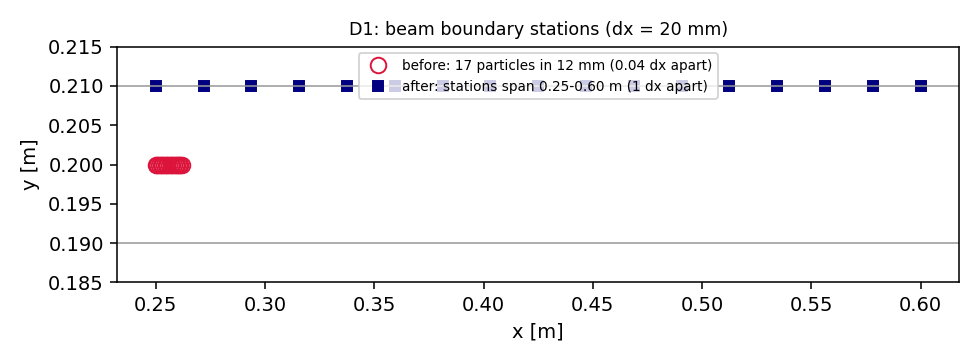 D1: beam boundary stations (dx = 20 mm)
0.215
before: 17 particles in 12 mm (0.04 dx apart)
0.210
after: stations span 0.25-0.60 m (1 dx apart)
0.205
y [m]
0.200
0.195
0.190
0.185
0.25 0.30 0.35 0.40 0.45 0.50 0.55 0.60
x [m]